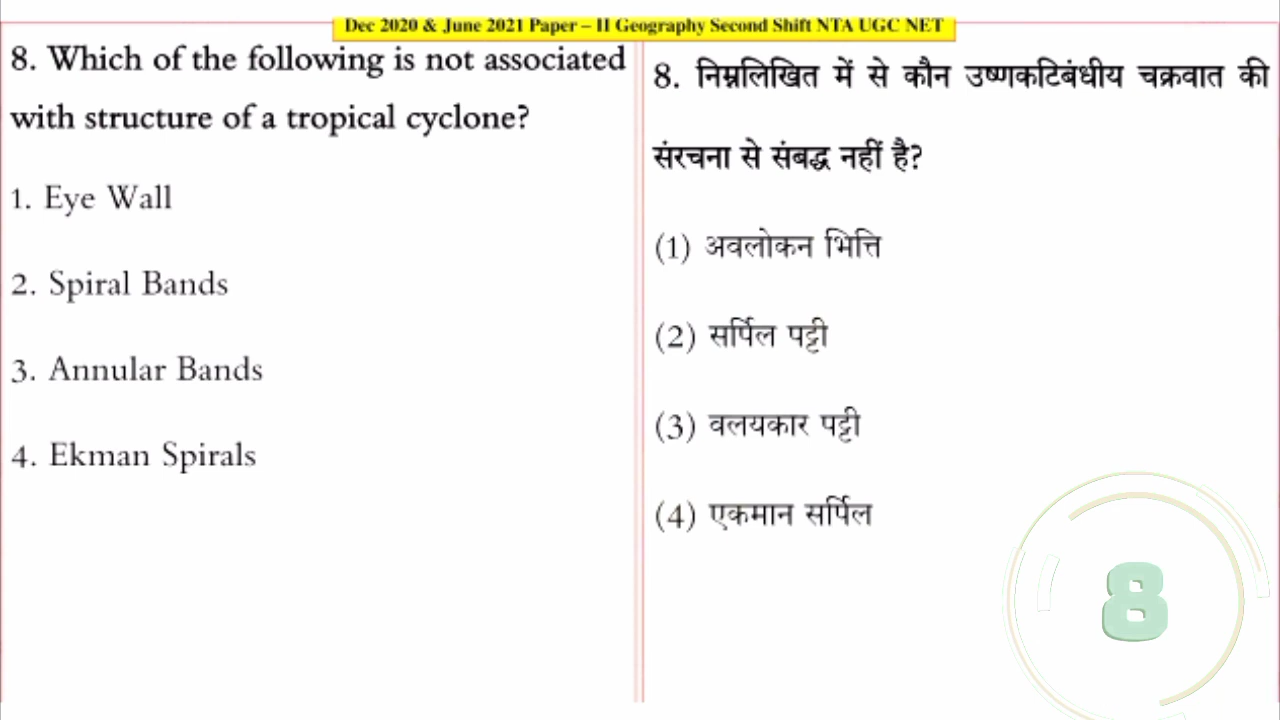 Dec 2020 & June 2021 Paper – II Geography Second Shift NTA UGC NET
8. Which of the following is not associated
with structure of a tropical cyclone?
1. Eye Wall
2. Spiral Bands
3. Annular Bands
4. Ekman Spirals
8. निम्नलिखित में से कौन उष्णकटिबंधीय चक्रवात की
संरचना से संबद्ध नहीं है?
(1) अवलोकन भित्ति
(2) सर्पिल पट्टी
(3) वलयकार पट्टी
(4) एकमान सर्पिल
8